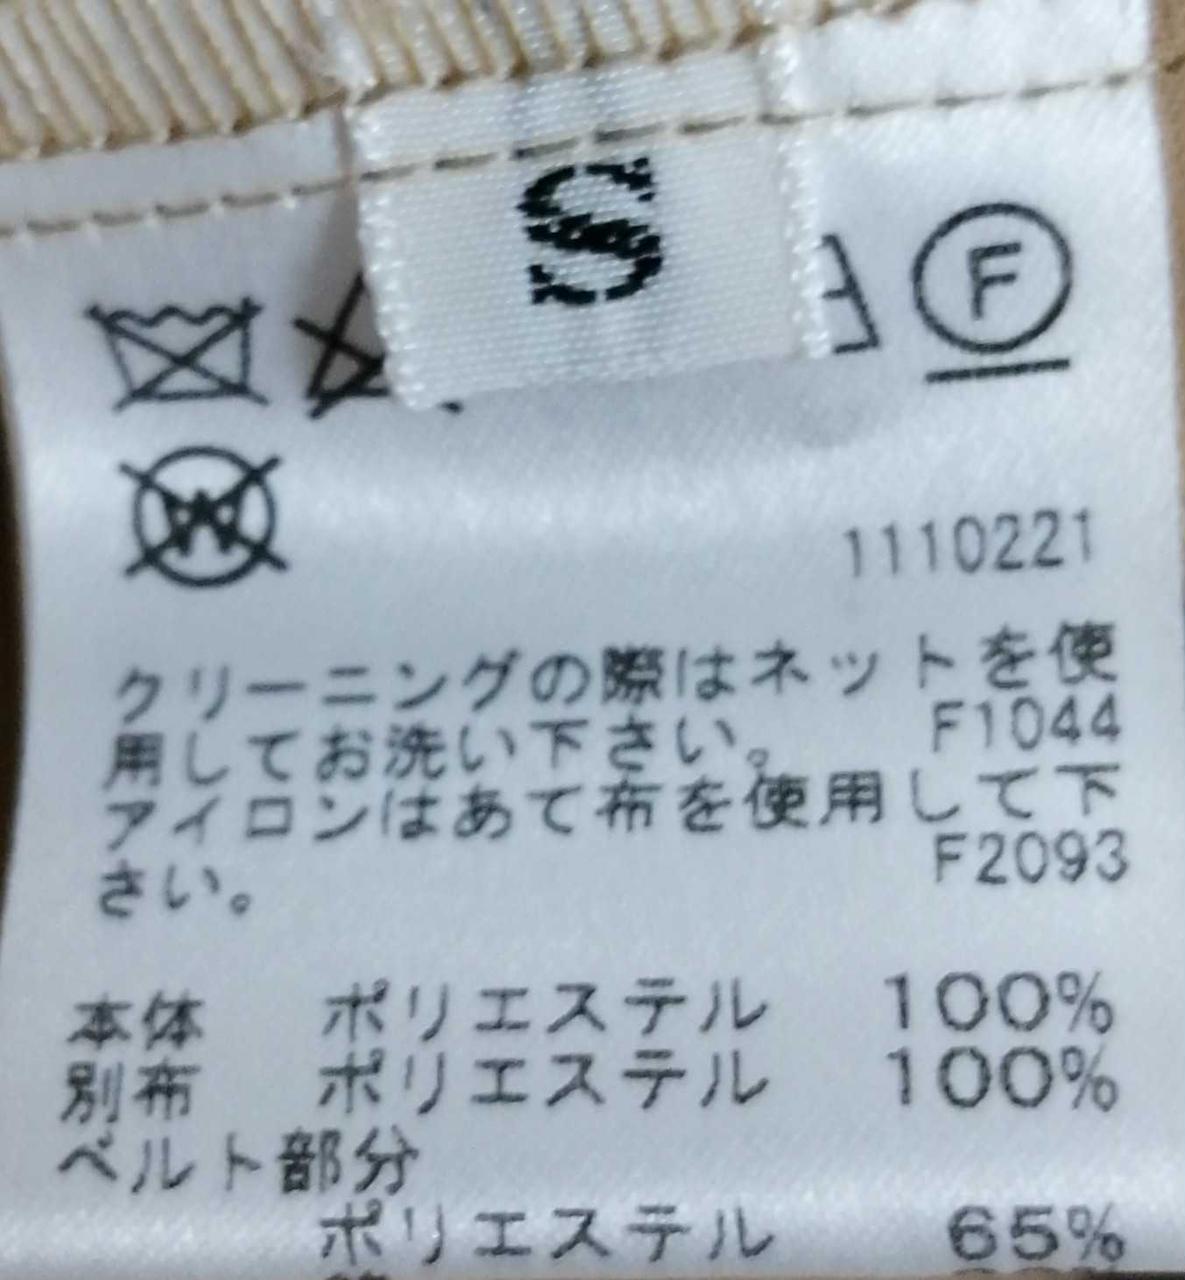 S
F
W
1110221
クリーニングの際はネットを使
用してお洗い下さい。 F1044
アイロンはあて布を使用して下
さい。 F2093
本体 ポリエステル 100%
別布 ポリエステル 100%
ベルト部分
ポリエステル 65%